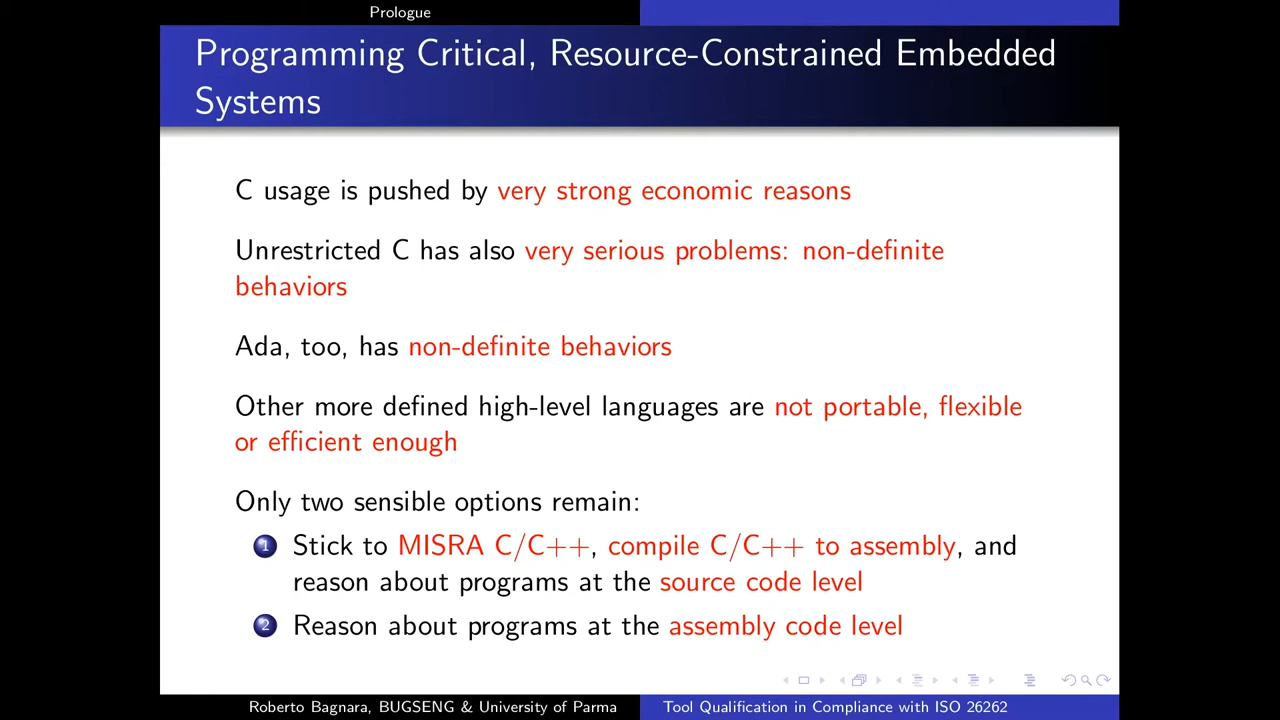 Prologue
Programming Critical, Resource-Constrained Embedded
Systems
C usage is pushed by very strong economic reasons
Unrestricted C has also very serious problems: non-definite
behaviors
Ada, too, has non-definite behaviors
Other more defined high-level languages are not portable, flexible
or efficient enough
Only two sensible options remain:
1 Stick to MISRA C/C++, compile C/C++ to assembly, and
reason about programs at the source code level
2 Reason about programs at the assembly code level
Roberto Bagnara, BUGSENG & University of Parma
Tool Qualification in Compliance with ISO 26262